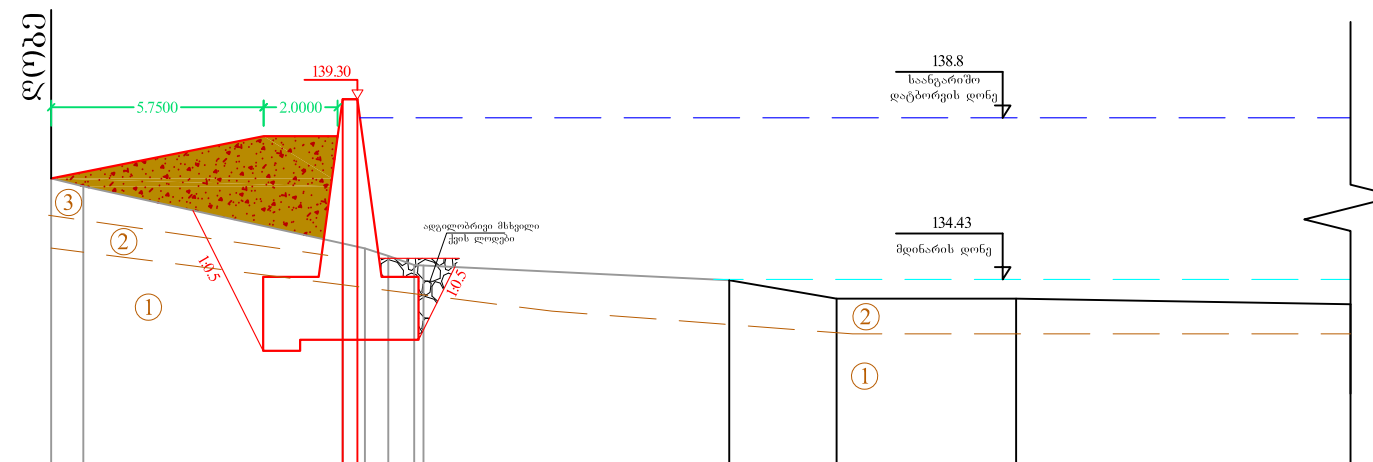 ღობე
139.30
5.7500
2.0000
138.8
საანგარიშო
დატბორვის დონე
134.43
მდინარის დონე
ადგილობრივი მსხვილი
ქვის ლოდები
1:0.5
1:0.5
3
2
1
2
1